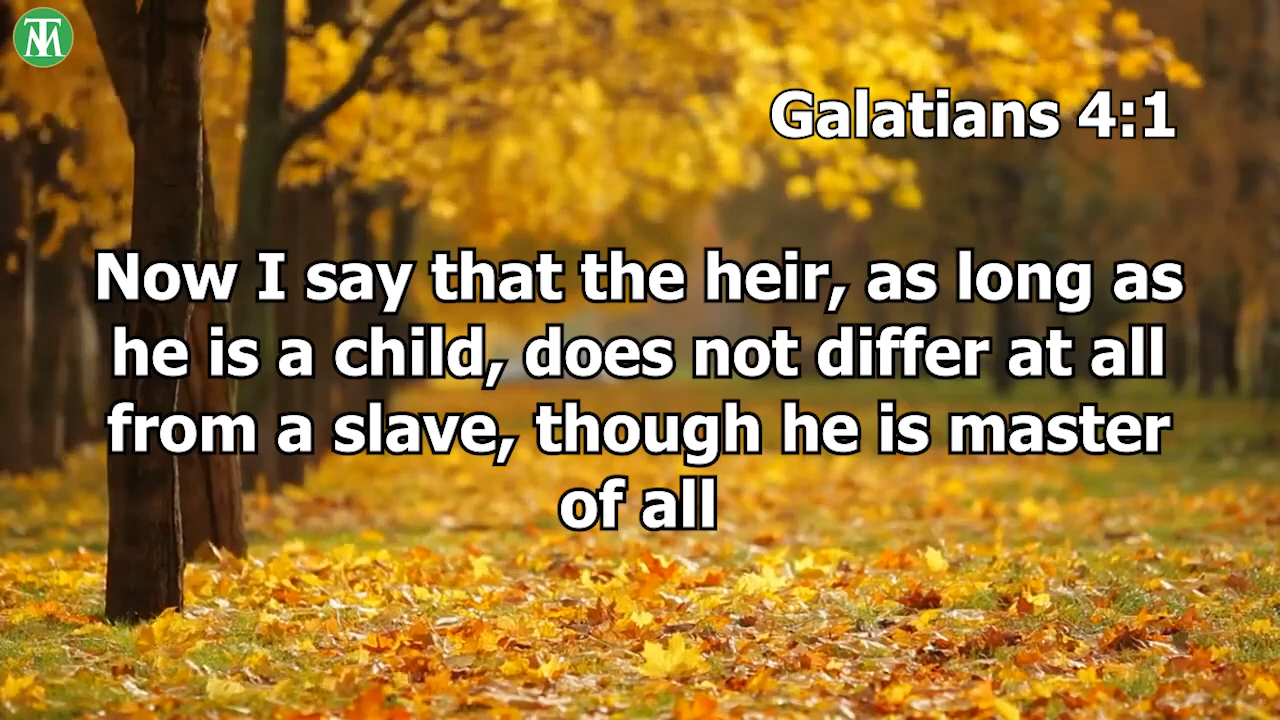 Galatians 4:1
Now I say that the heir, as long as
he is a child, does not differ at all
from a slave, though he is master
of all